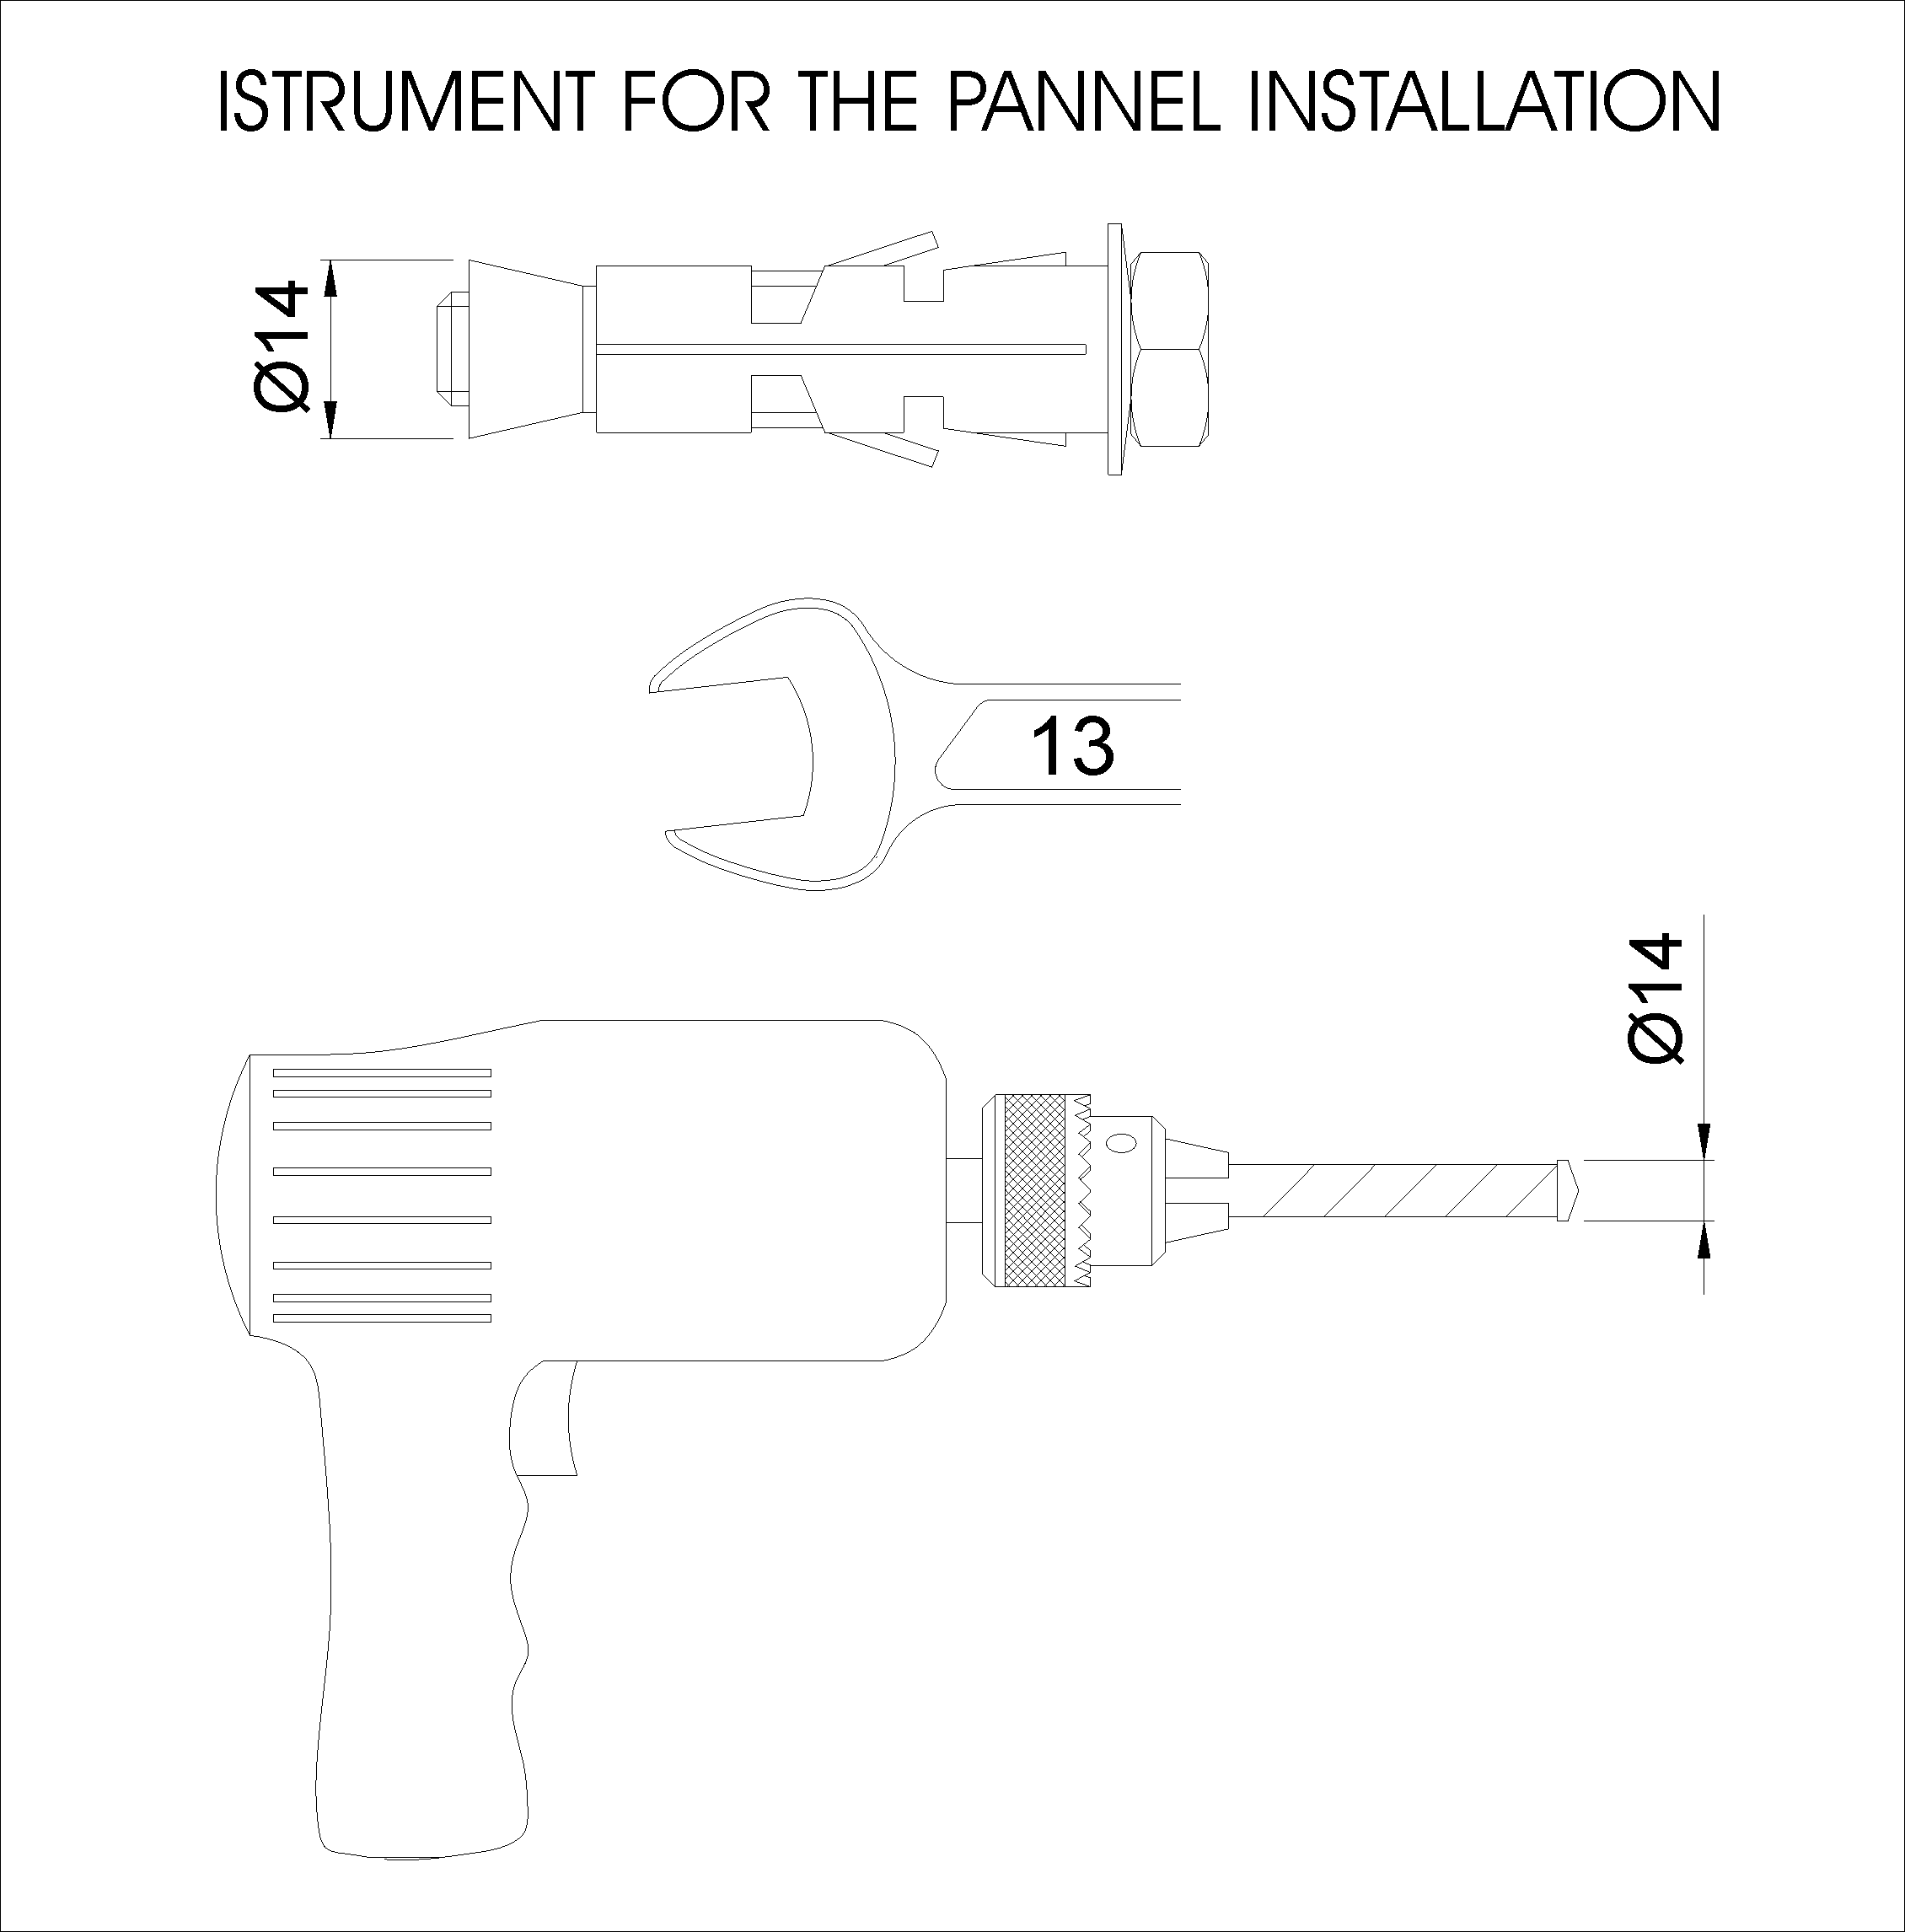 ISTRUMENT FOR THE PANNEL INSTALLATION
Ø14
13
Ø14